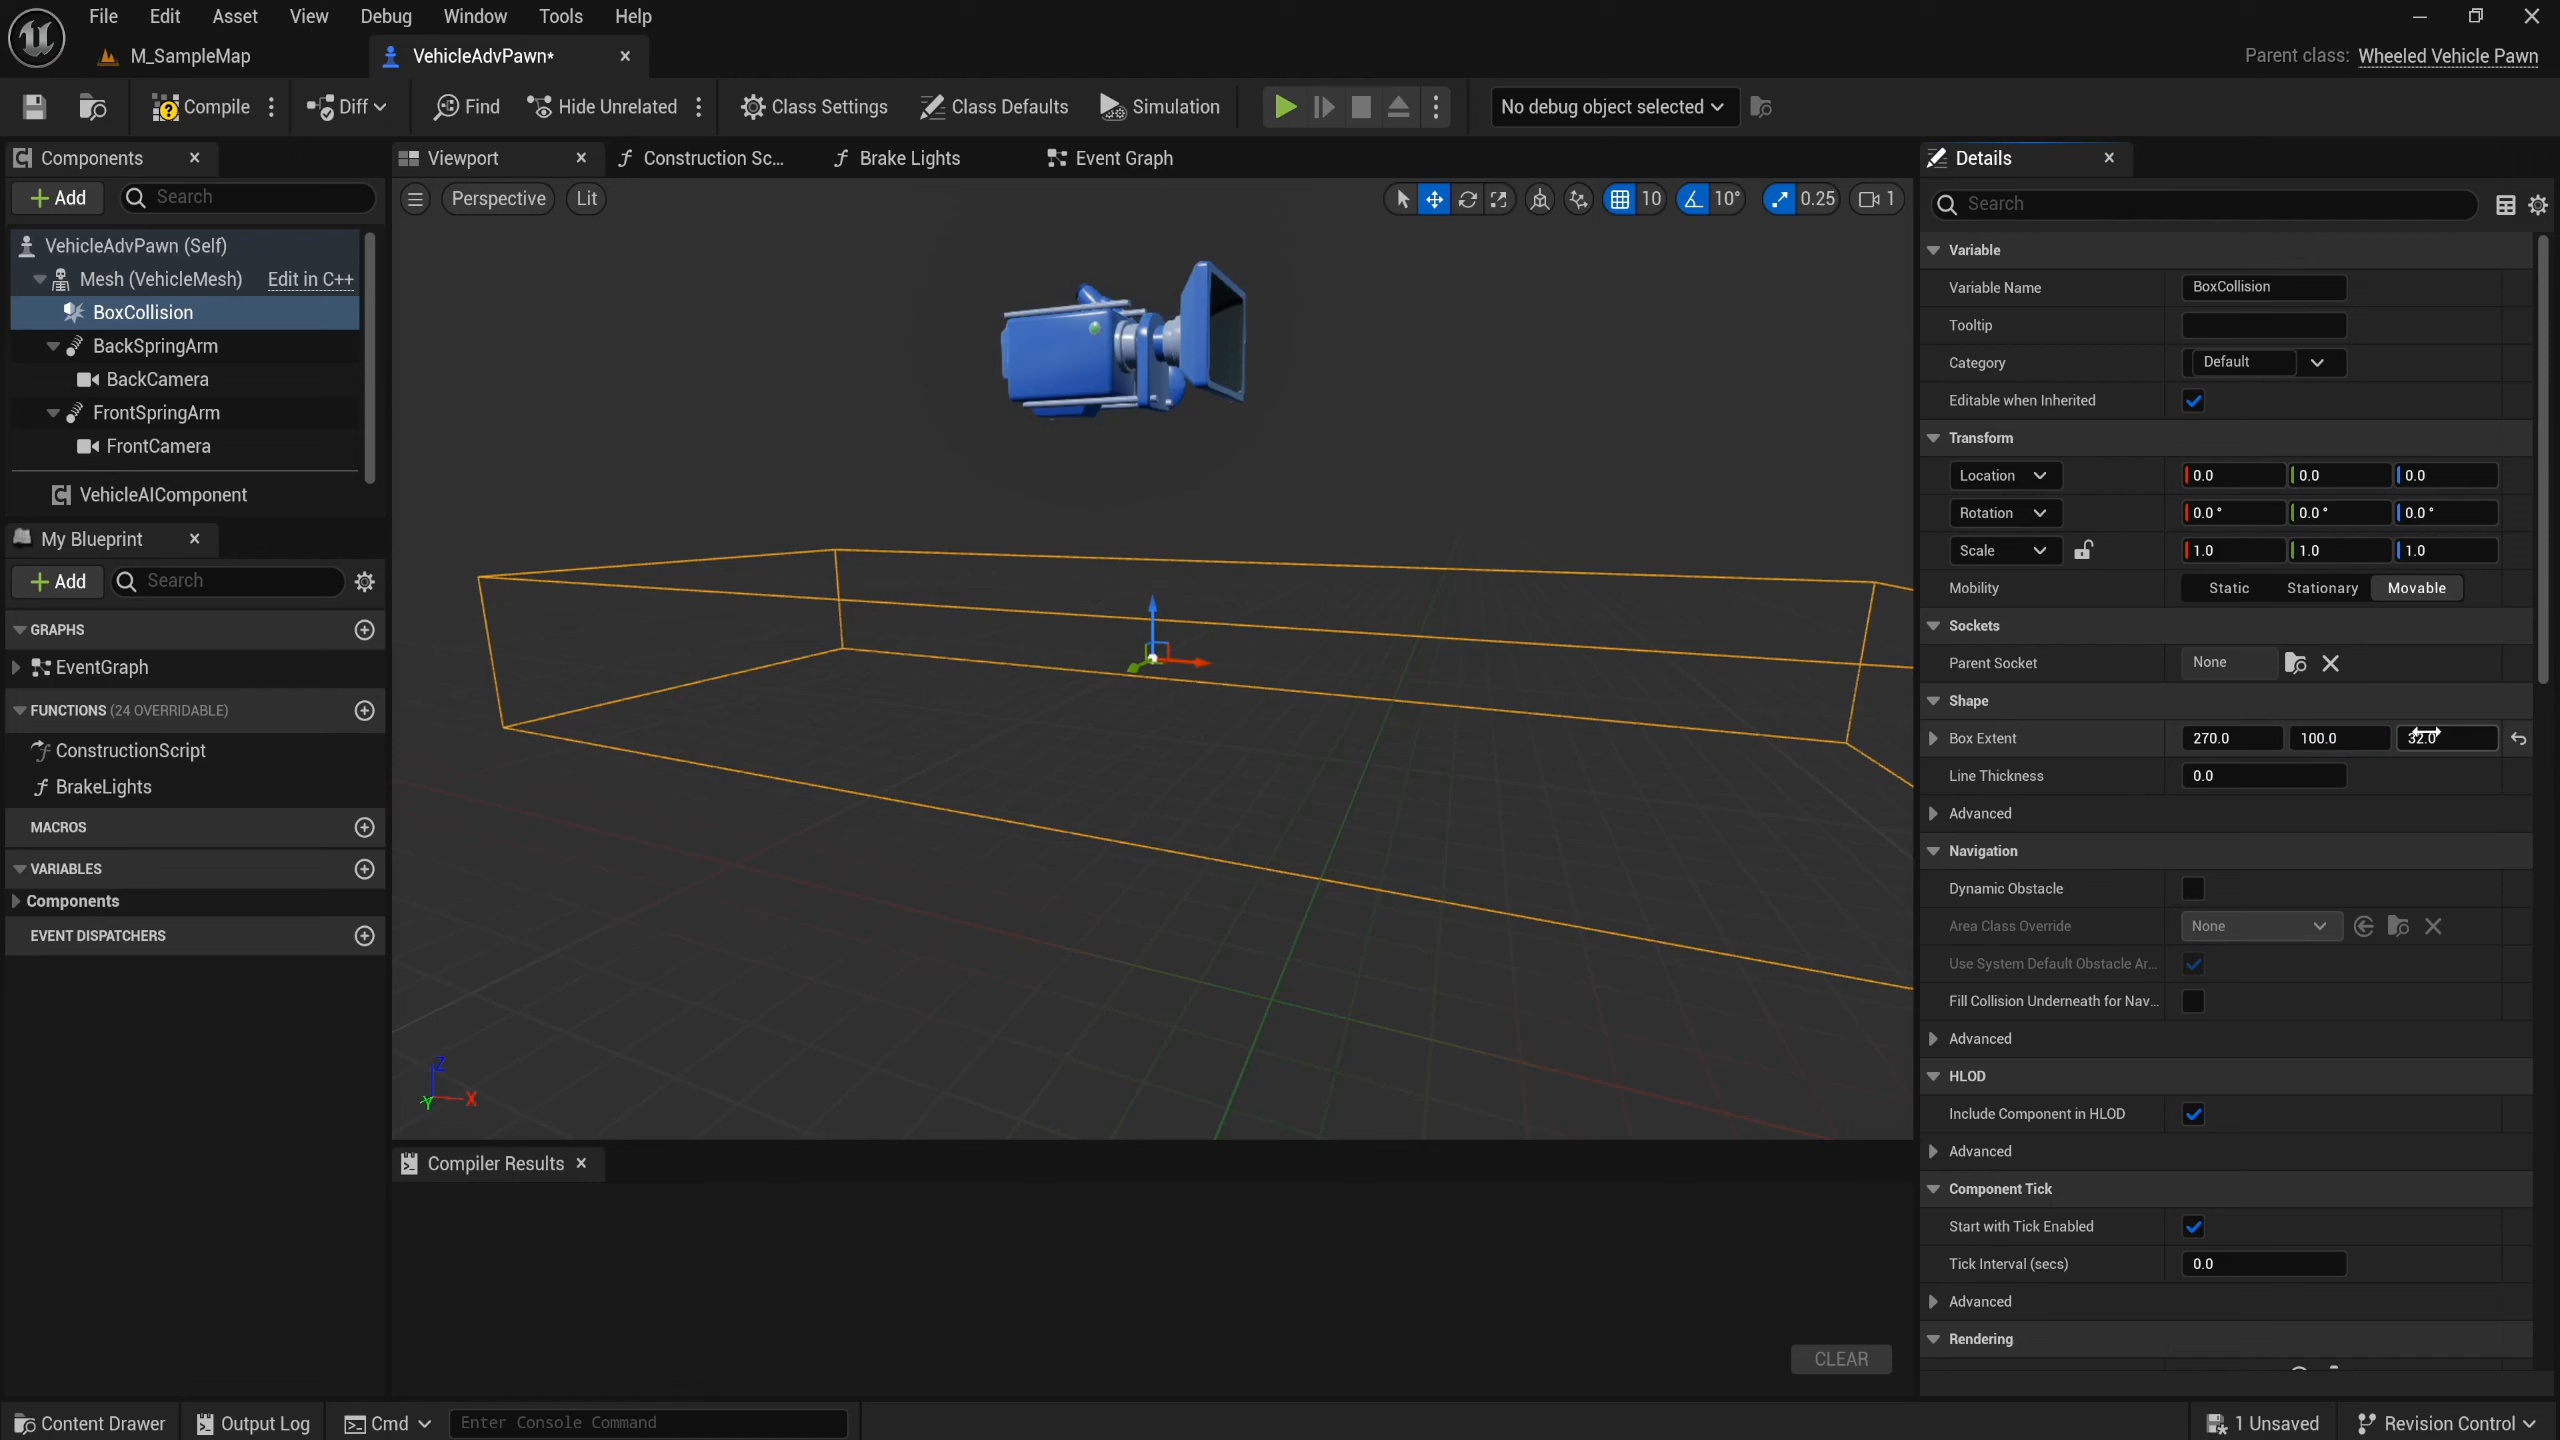 File Edit Asset View Debug Window Tools Help
M_SampleMap VehicleAdvPawn* Parent class: Wheeled Vehicle Pawn
Compile Diff Find Hide Unrelated Class Settings Class Defaults Simulation No debug object selected
Components
Add Search
VehicleAdvPawn (Self)
Mesh (VehicleMesh) Edit in C++
BoxCollision
BackSpringArm
BackCamera
FrontSpringArm
FrontCamera
VehicleAIComponent
My Blueprint
Add Search
GRAPHS
EventGraph
FUNCTIONS (24 OVERRIDABLE)
ConstructionScript
BrakeLights
MACROS
VARIABLES
Components
EVENT DISPATCHERS
Viewport Construction Sc... Brake Lights Event Graph
Perspective Lit 10 10° 0.25 1
Z
X
Y
Compiler Results
CLEAR
Details
Search
Variable
Variable Name BoxCollision
Tooltip
Category Default
Editable when Inherited
Transform
Location 0.0 0.0 0.0
Rotation 0.0 ° 0.0 ° 0.0 °
Scale 1.0 1.0 1.0
Mobility Static Stationary Movable
Sockets
Parent Socket None
Shape
Box Extent 270.0 100.0 32.0
Line Thickness 0.0
Advanced
Navigation
Dynamic Obstacle
Area Class Override None
Use System Default Obstacle Ar...
Fill Collision Underneath for Nav...
Advanced
HLOD
Include Component in HLOD
Advanced
Component Tick
Start with Tick Enabled
Tick Interval (secs) 0.0
Advanced
Rendering
Content Drawer Output Log Cmd Enter Console Command 1 Unsaved Revision Control